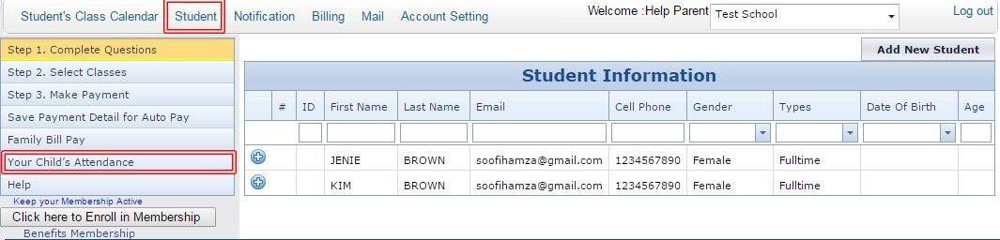 Student's Class Calendar Student Notification Billing Mail Account Setting Welcome :Help Parent Test School Log out
Step 1. Complete Questions
Step 2. Select Classes
Step 3. Make Payment
Save Payment Detail for Auto Pay
Family Bill Pay
Your Child's Attendance
Help
Keep your Membership Active
Click here to Enroll in Membership
Benefits Membership
Add New Student
Student Information
# ID First Name Last Name Email Cell Phone Gender Types Date Of Birth Age
JENIE BROWN soofihamza@gmail.com 1234567890 Female Fulltime
KIM BROWN soofihamza@gmail.com 1234567890 Female Fulltime